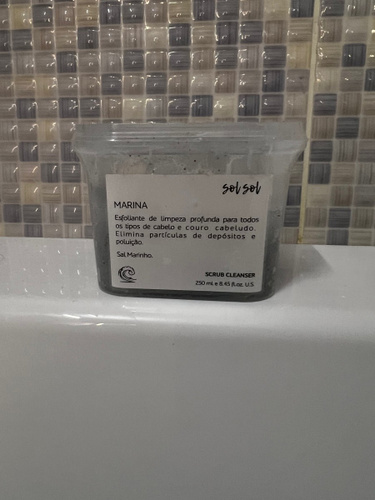 sol sol
MARINA
Esfoliante de limpeza profunda para todos
os tipos de cabelo e couro cabeludo.
Elimina partículas de depósitos e
poluição.
Sal Marinho.
SCRUB CLEANSER
250 mL e 8.45 fl.oz. U.S